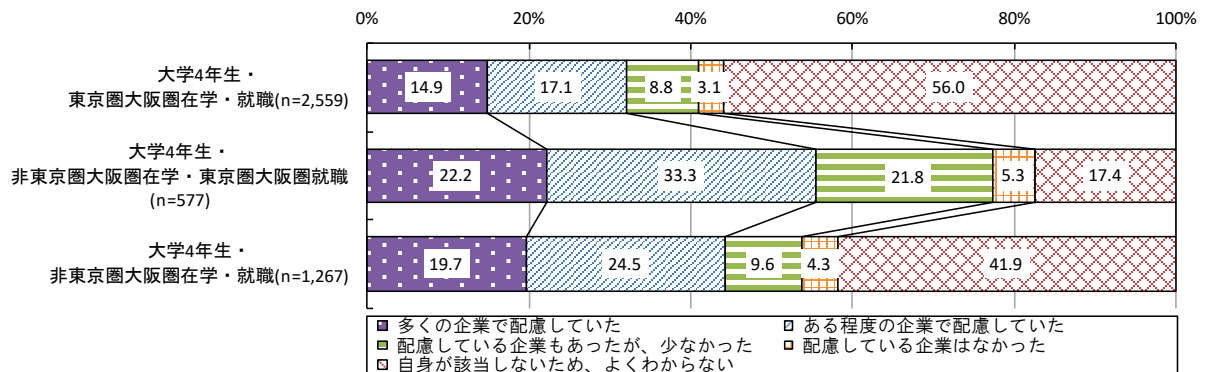 0% 20% 40% 60% 80% 100%
大学4年生・
東京圏大阪圏在学・就職(n=2,559)
14.9 17.1 8.8 3.1 56.0
大学4年生・
非東京圏大阪圏在学・東京圏大阪圏就職
(n=577)
22.2 33.3 21.8 5.3 17.4
大学4年生・
非東京圏大阪圏在学・就職(n=1,267)
19.7 24.5 9.6 4.3 41.9
多くの企業で配慮していた ある程度の企業で配慮していた
配慮している企業もあったが、少なかった 配慮している企業はなかった
自身が該当しないため、よくわからない